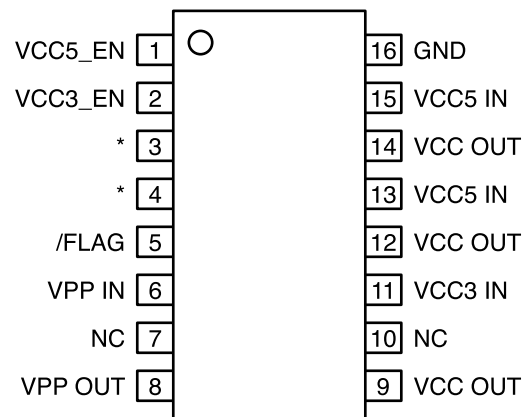 VCC5_EN 1 16 GND
VCC3_EN 2 15 VCC5 IN
* 3 14 VCC OUT
* 4 13 VCC5 IN
/FLAG 5 12 VCC OUT
VPP IN 6 11 VCC3 IN
NC 7 10 NC
VPP OUT 8 9 VCC OUT